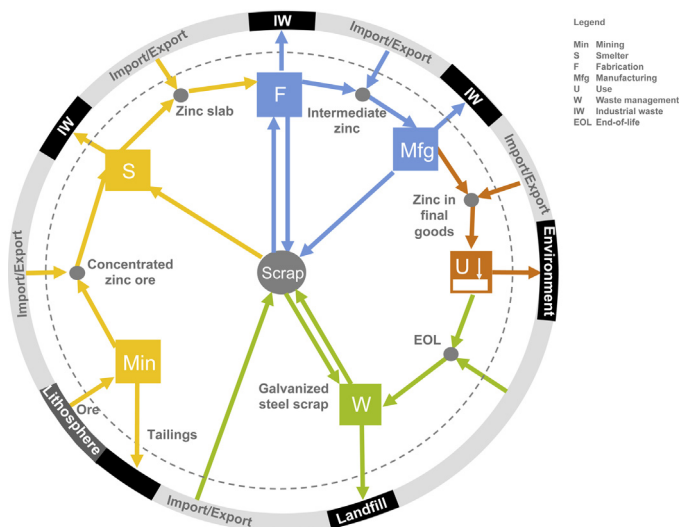 IW
Import/Export
Import/Export
Legend
Min Mining
S Smelter
F Fabrication
Mfg Manufacturing
U Use
W Waste management
IW Industrial waste
EOL End-of-life
F
Zinc slab
Intermediate
zinc
IW
IW
Mfg
S
Import/Export
Zinc in
final
goods
Import/Export
Concentrated
zinc ore
Scrap
U
Environment
EOL
Min
Galvanized
steel scrap
W
Lithosphere
Ore
Tailings
Import/Export
Landfill